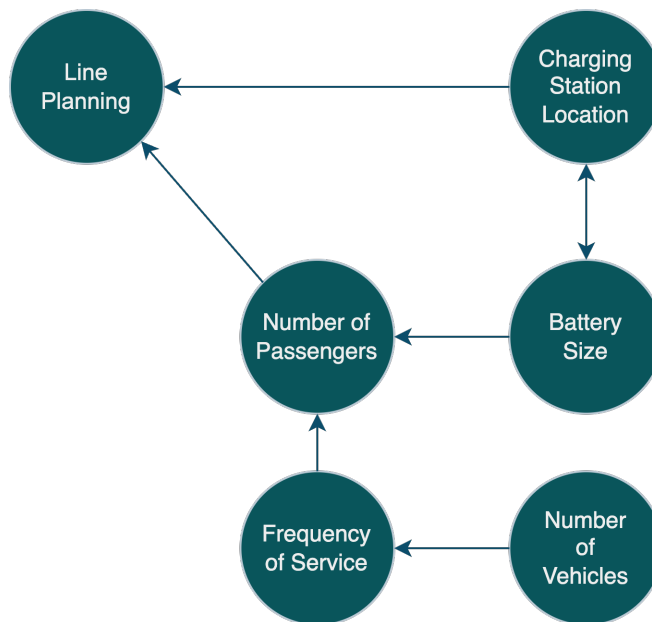 Line
Planning
Charging
Station
Location
Number of
Passengers
Battery
Size
Frequency
of Service
Number
of
Vehicles